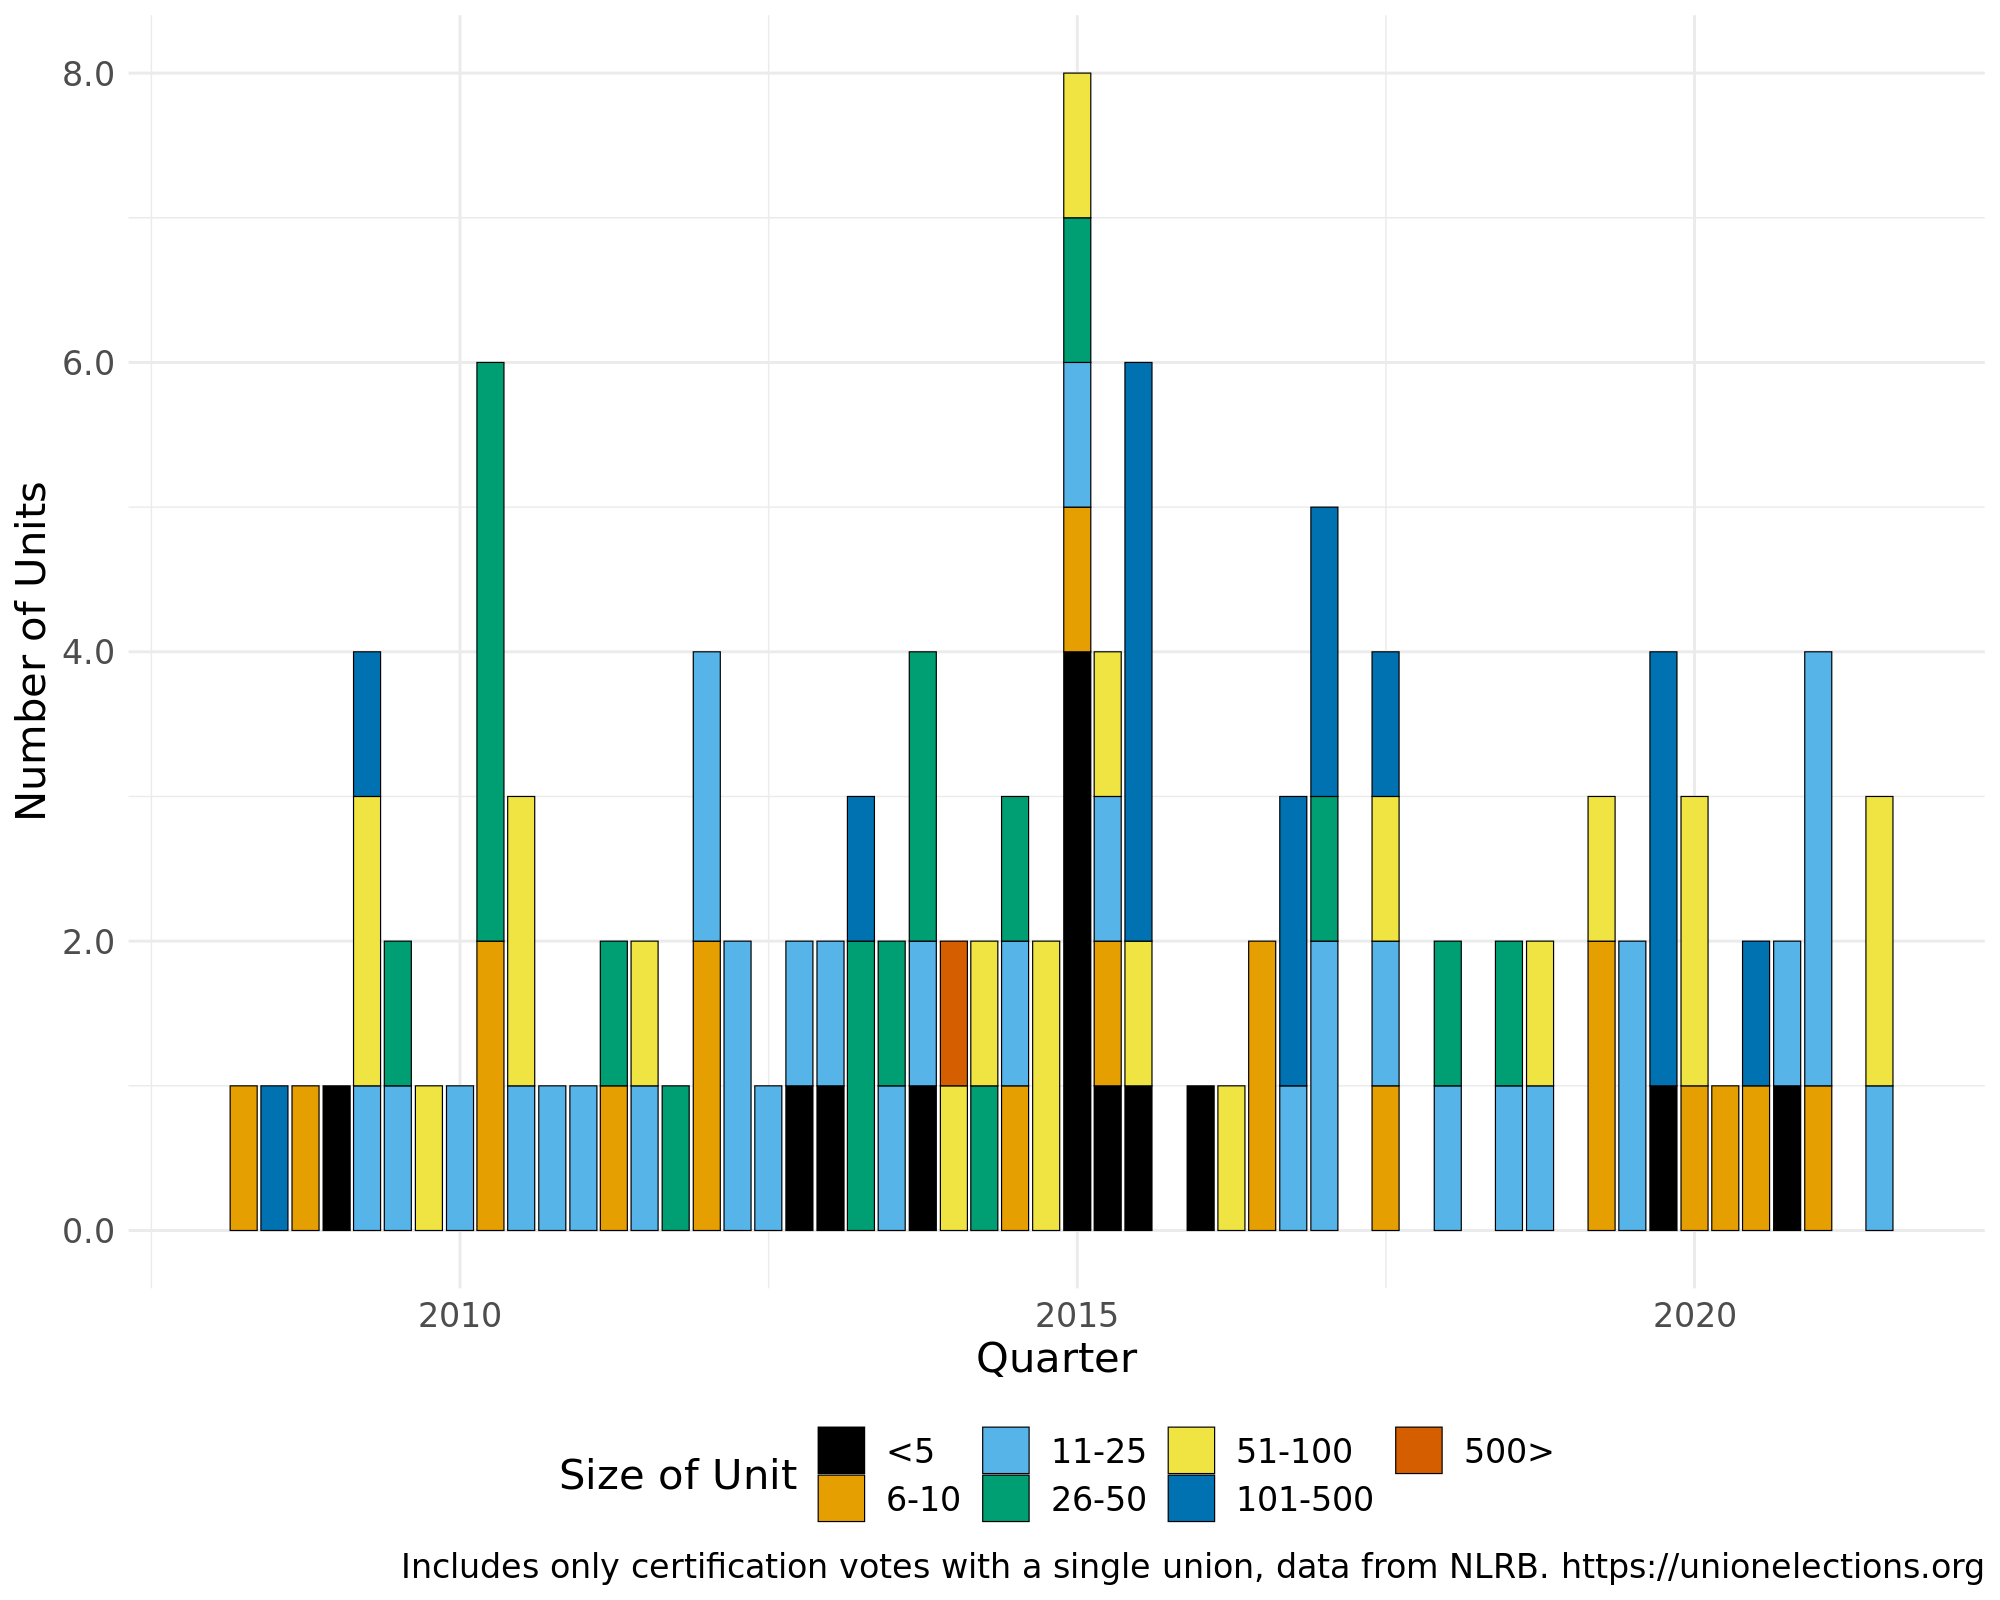 8.0
6.0
4.0
2.0
0.0
Number of Units
2010 2015 2020
Quarter
Size of Unit
<5 11-25 51-100 500>
6-10 26-50 101-500
Includes only certification votes with a single union, data from NLRB. https://unionelections.org